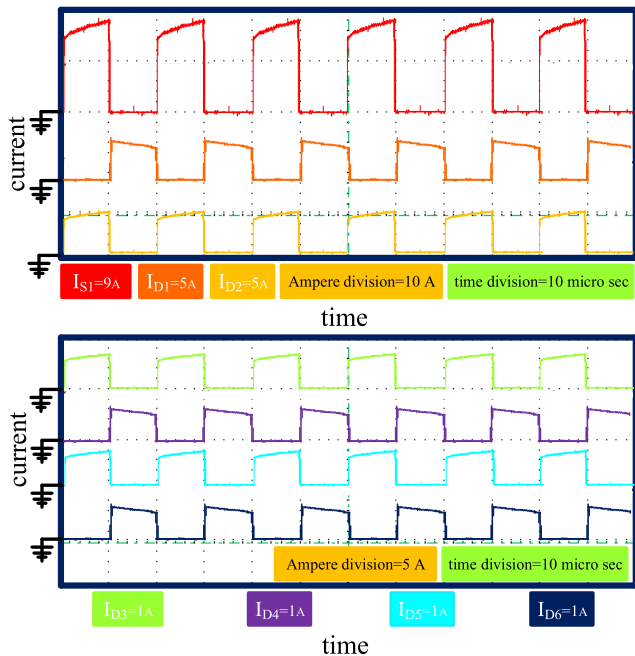 current
I_S1=9A I_D1=5A I_D2=5A Ampere division=10 A time division=10 micro sec
time
current
Ampere division=5 A time division=10 micro sec
I_D3=1A I_D4=1A I_D5=1A I_D6=1A
time